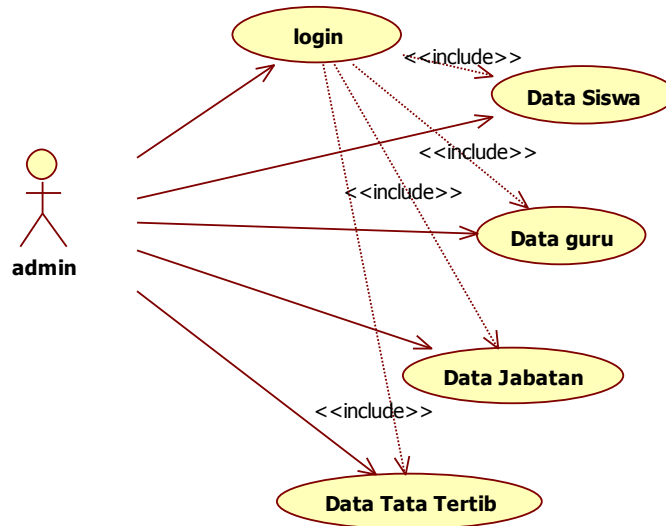 login
<<include>>
Data Siswa
<<include>>
<<include>>
Data guru
admin
Data Jabatan
<<include>>
Data Tata Tertib